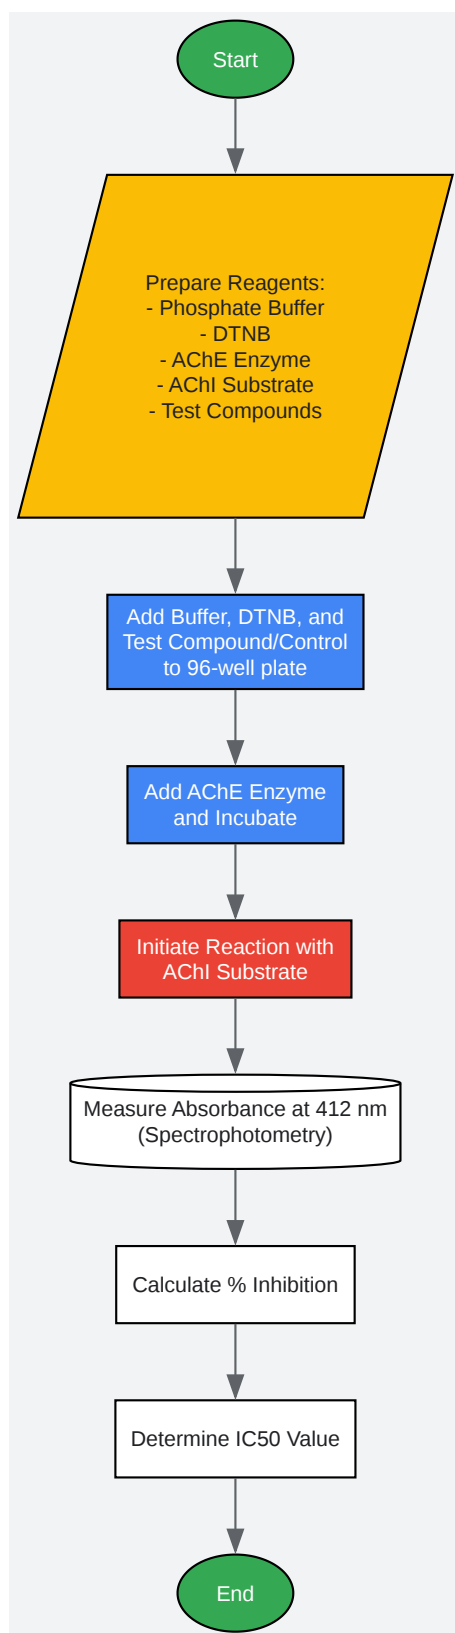 Start
Prepare Reagents:
- Phosphate Buffer
- DTNB
- AChE Enzyme
- AChI Substrate
- Test Compounds
Add Buffer, DTNB, and
Test Compound/Control
to 96-well plate
Add AChE Enzyme
and Incubate
Initiate Reaction with
AChI Substrate
Measure Absorbance at 412 nm
(Spectrophotometry)
Calculate % Inhibition
Determine IC50 Value
End